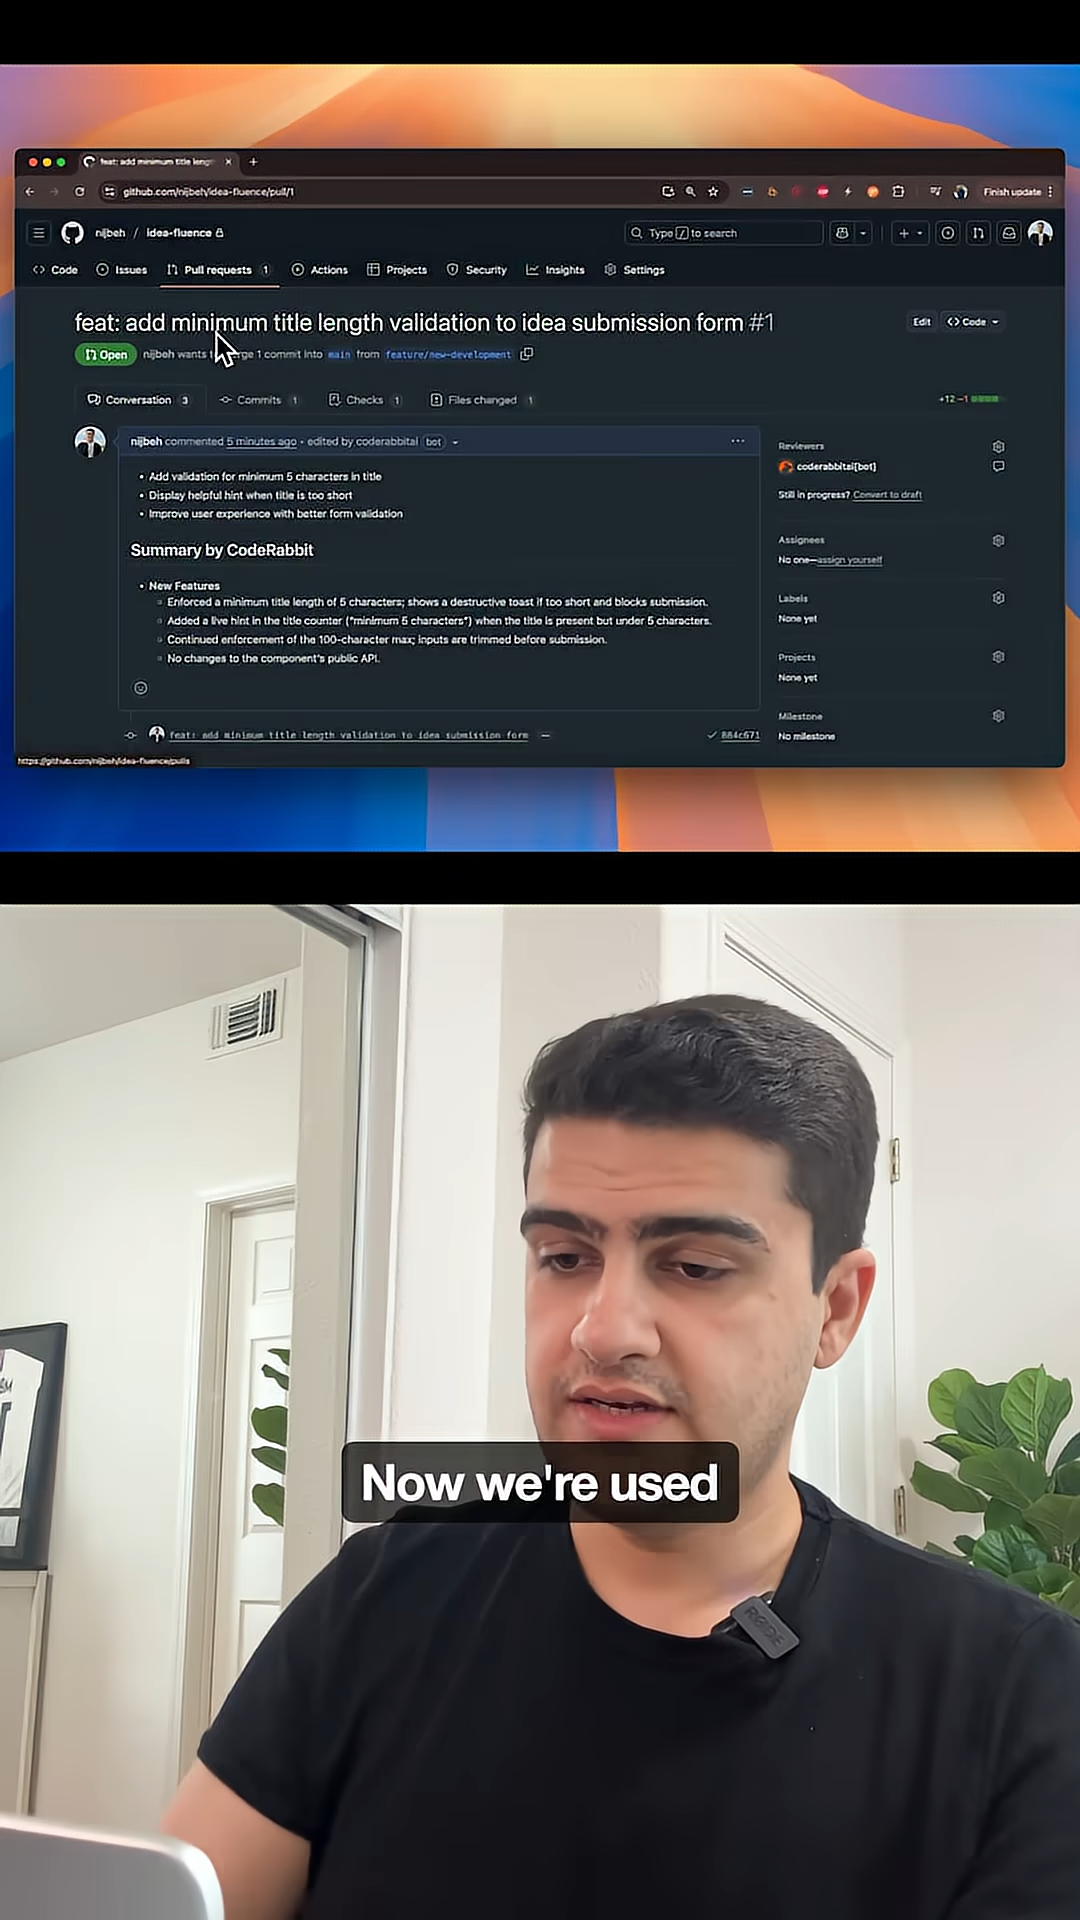 feat: add minimum title leng
github.com/nijbeh/idea-fluence/pull/1
Finish update
nijbeh / idea-fluence
Type / to search
Code
Issues
Pull requests 1
Actions
Projects
Security
Insights
Settings
feat: add minimum title length validation to idea submission form #1
Edit
Code
Open
nijbeh wants merge 1 commit into main from feature/new-development
Conversation 3
Commits 1
Checks 1
Files changed 1
+12 −1
nijbeh commented 5 minutes ago • edited by coderabbitai bot
• Add validation for minimum 5 characters in title
• Display helpful hint when title is too short
• Improve user experience with better form validation
Summary by CodeRabbit
• New Features
Enforced a minimum title length of 5 characters; shows a destructive toast if too short and blocks submission.
Added a live hint in the title counter ("minimum 5 characters") when the title is present but under 5 characters.
Continued enforcement of the 100-character max; inputs are trimmed before submission.
No changes to the component's public API.
feat: add minimum title length validation to idea submission form
884c671
Reviewers
coderabbitai[bot]
Still in progress? Convert to draft
Assignees
No one—assign yourself
Labels
None yet
Projects
None yet
Milestone
No milestone
https://github.com/nijbeh/idea-fluence/pulls
Now we're used
RØDE